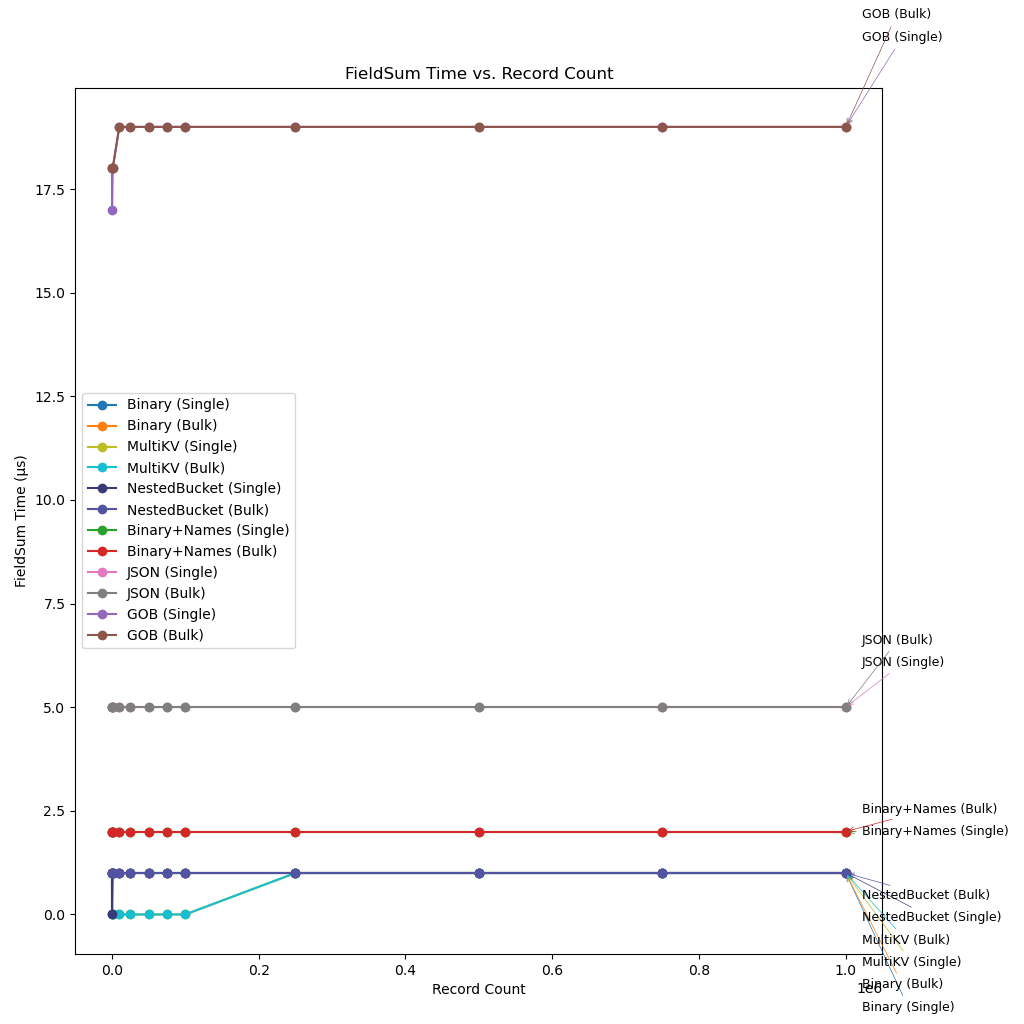 GOB (Bulk)
GOB (Single)
FieldSum Time vs. Record Count
17.5
15.0
12.5
10.0
7.5
5.0
2.5
0.0
FieldSum Time (µs)
Binary (Single)
Binary (Bulk)
MultiKV (Single)
MultiKV (Bulk)
NestedBucket (Single)
NestedBucket (Bulk)
Binary+Names (Single)
Binary+Names (Bulk)
JSON (Single)
JSON (Bulk)
GOB (Single)
GOB (Bulk)
JSON (Bulk)
JSON (Single)
Binary+Names (Bulk)
Binary+Names (Single)
NestedBucket (Bulk)
NestedBucket (Single)
MultiKV (Bulk)
MultiKV (Single)
Binary (Bulk)
Binary (Single)
0.0 0.2 0.4 0.6 0.8 1.0
1e6
Record Count